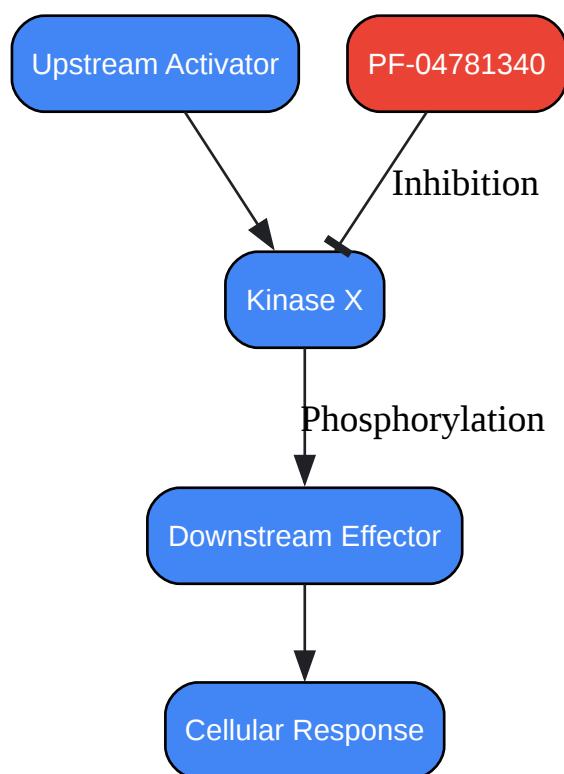 Upstream Activator
PF-04781340
Inhibition
Kinase X
Phosphorylation
Downstream Effector
Cellular Response